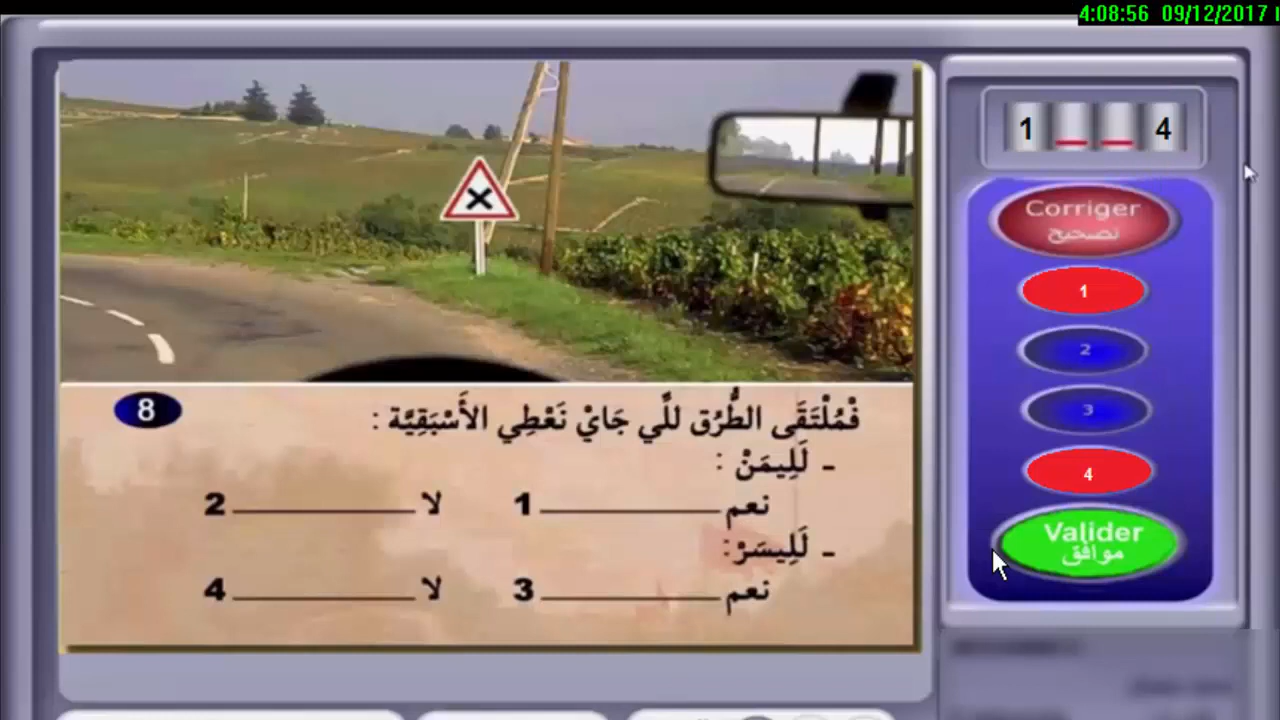 4:08:56 09/12/2017
1 _ _ 4
Corriger
تصحيح
1
2
3
4
Valider
موافق
8
فْمُلْتَقَى الطُّرُق للِّي جَايْ نَعْطِي الأَسْبَقِيَّة :
- لَلِيمَنْ :
نعم 1 لا 2
- لَلِيسَرْ:
نعم 3 لا 4